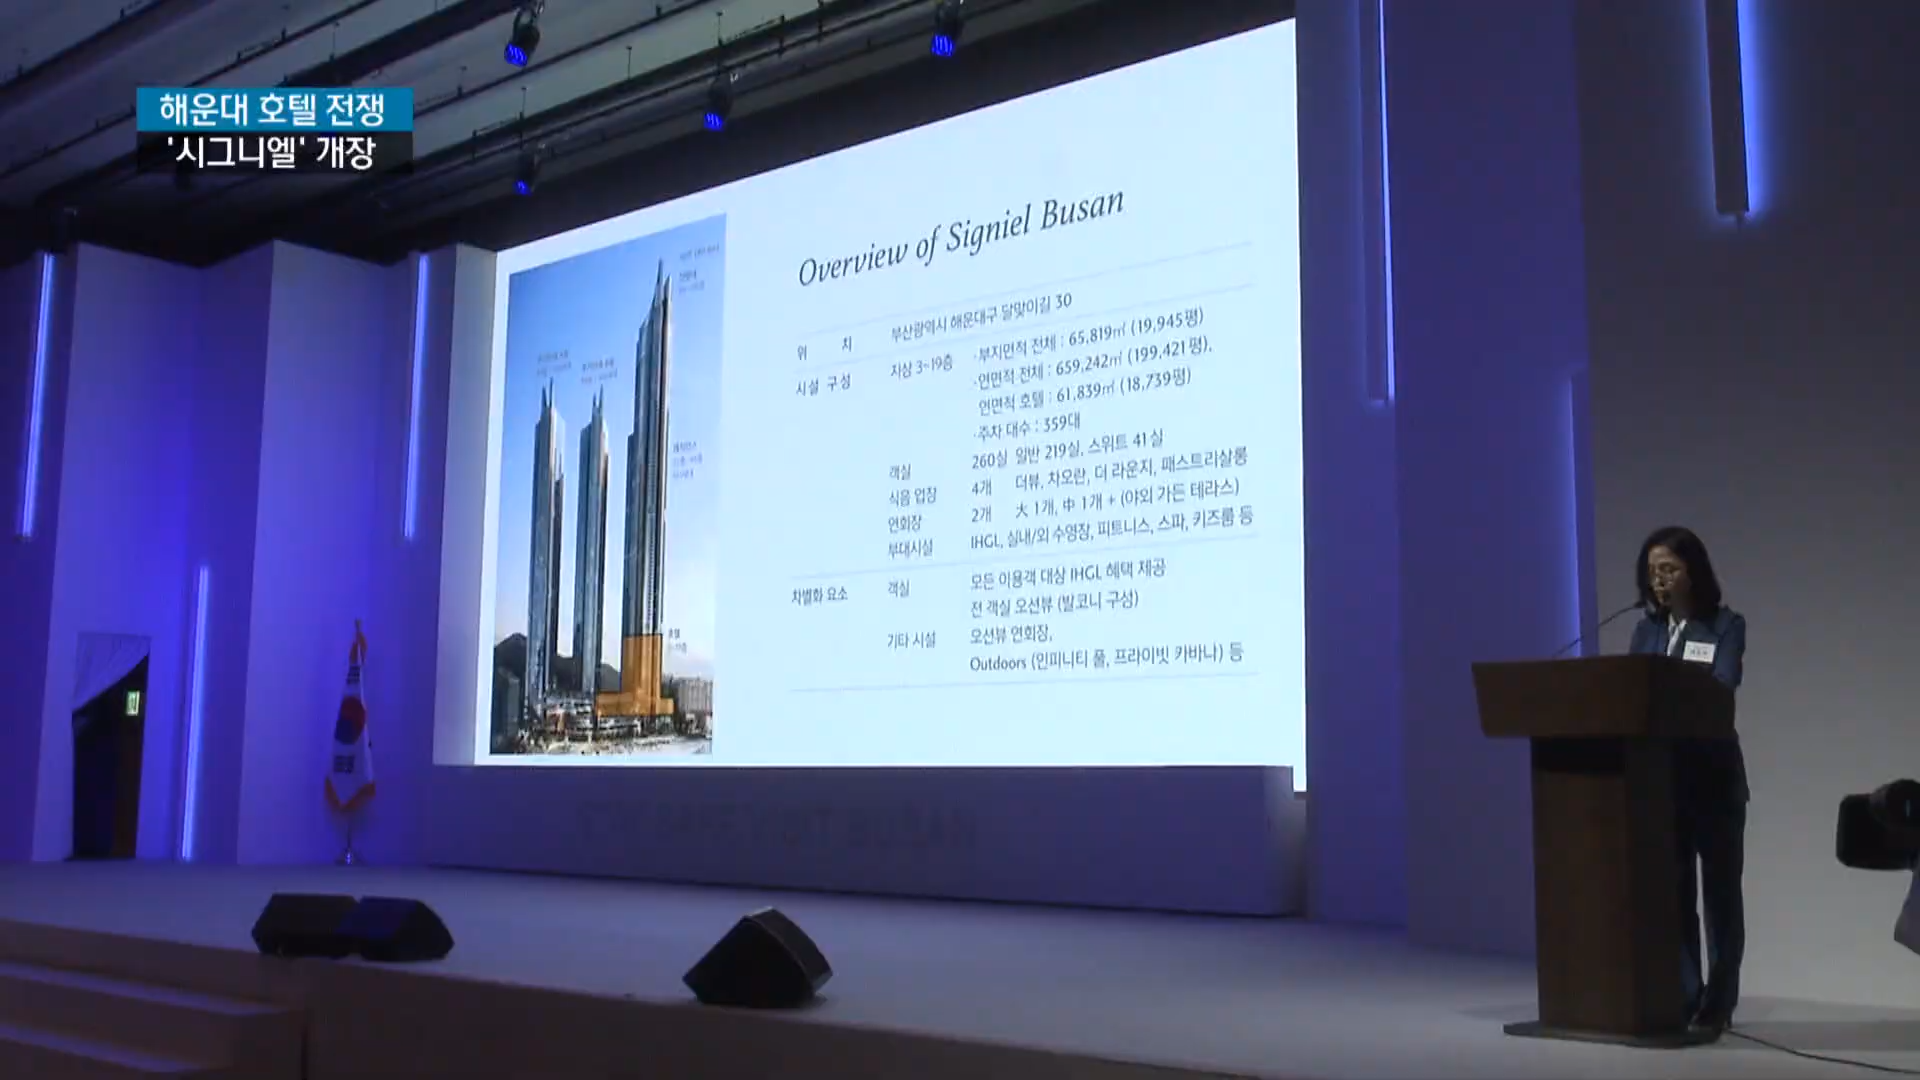 해운대 호텔 전쟁
'시그니엘' 개장
Overview of Signiel Busan
위 치 부산광역시 해운대구 달맞이길 30
시설 구성 지상 3~19층 ·부지면적 전체 : 65,819㎡ (19,945평)
·연면적 전체 : 659,242㎡ (199,421평),
연면적 호텔 : 61,839㎡ (18,739평)
·주차 대수 : 359대
객실 260실 일반 219실, 스위트 41실
식음 업장 4개 더뷰, 차오란, 더 라운지, 패스트리살롱
연회장 2개 大 1개, 中 1개 + (야외 가든 테라스)
부대시설 IHGL, 실내/외 수영장, 피트니스, 스파, 키즈룸 등
차별화 요소 객실 모든 이용객 대상 IHGL 혜택 제공
전 객실 오션뷰 (발코니 구성)
기타 시설 오션뷰 연회장,
Outdoors (인피니티 풀, 프라이빗 카바나) 등
호텔